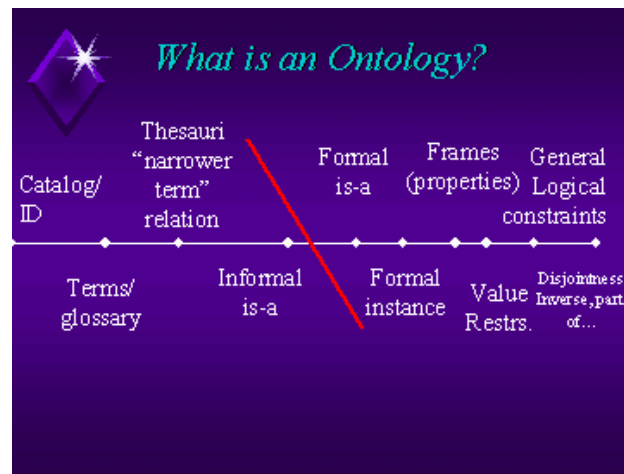 What is an Ontology?
Catalog/
ID
Thesauri
“narrower
term”
relation
Formal
is-a
Frames
(properties)
General
Logical
constraints
Terms/
glossary
Informal
is-a
Formal
instance
Value
Restrs.
Disjointness
Inverse,part
of…